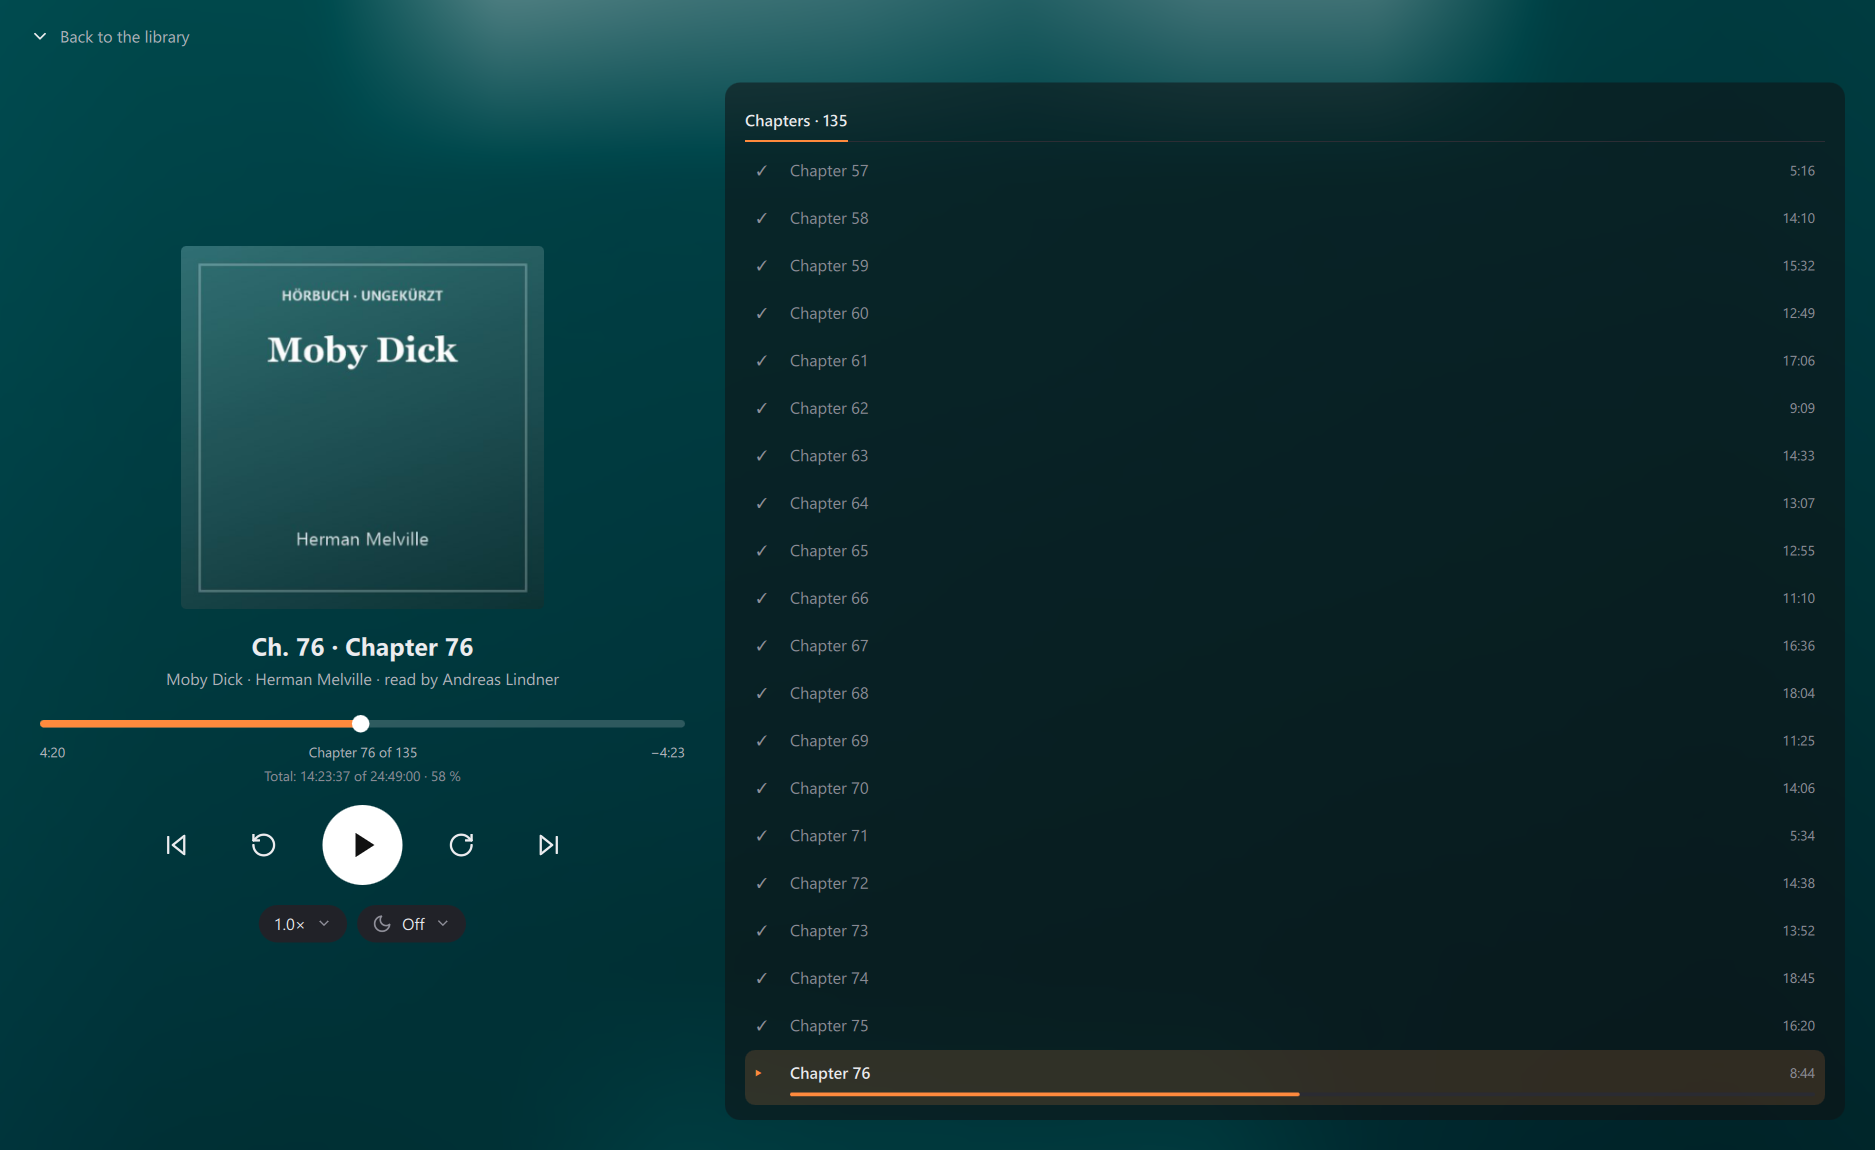 Back to the library
HÖRBUCH · UNGEKÜRZT
Moby Dick
Herman Melville
Ch. 76 · Chapter 76
Moby Dick · Herman Melville · read by Andreas Lindner
4:20 Chapter 76 of 135 −4:23
Total: 14:23:37 of 24:49:00 · 58 %
1.0× Off
Chapters · 135
✓ Chapter 57 5:16
✓ Chapter 58 14:10
✓ Chapter 59 15:32
✓ Chapter 60 12:49
✓ Chapter 61 17:06
✓ Chapter 62 9:09
✓ Chapter 63 14:33
✓ Chapter 64 13:07
✓ Chapter 65 12:55
✓ Chapter 66 11:10
✓ Chapter 67 16:36
✓ Chapter 68 18:04
✓ Chapter 69 11:25
✓ Chapter 70 14:06
✓ Chapter 71 5:34
✓ Chapter 72 14:38
✓ Chapter 73 13:52
✓ Chapter 74 18:45
✓ Chapter 75 16:20
Chapter 76 8:44